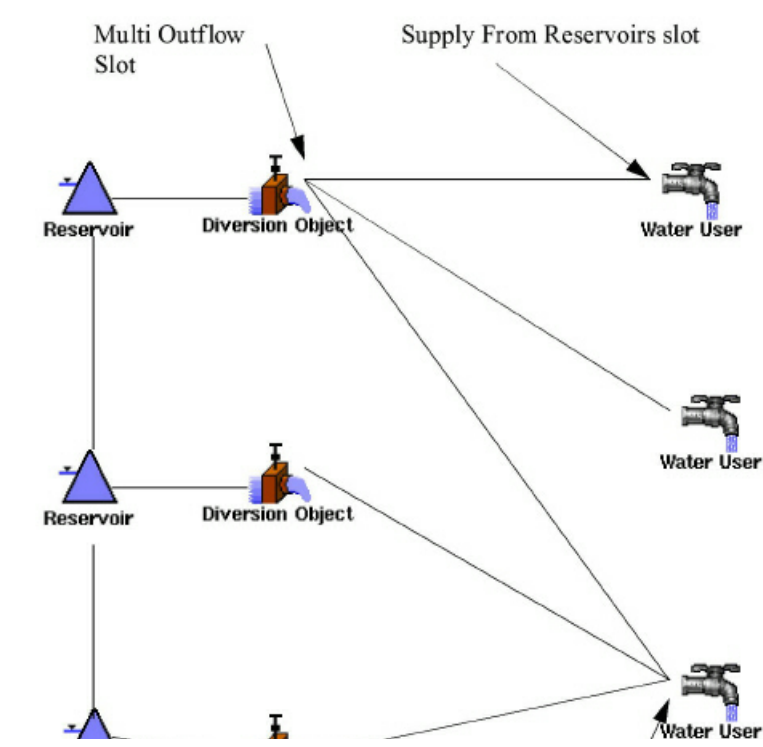 Multi Outflow
Slot
Supply From Reservoirs slot
Reservoir
Diversion Object
Water User
Water User
Reservoir
Diversion Object
Water User